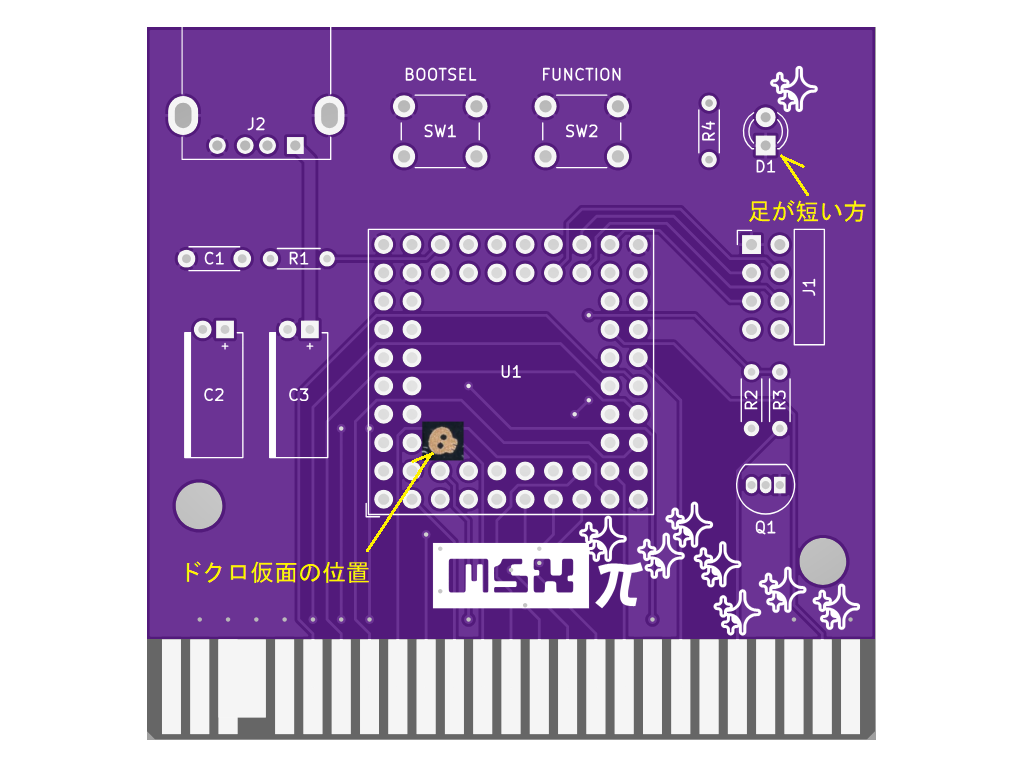 BOOTSEL
FUNCTION
J2
SW1
SW2
R4
D1
足が短い方
C1
R1
J1
+
+
C2
C3
U1
R2
R3
Q1
ドクロ仮面の位置
MSX π